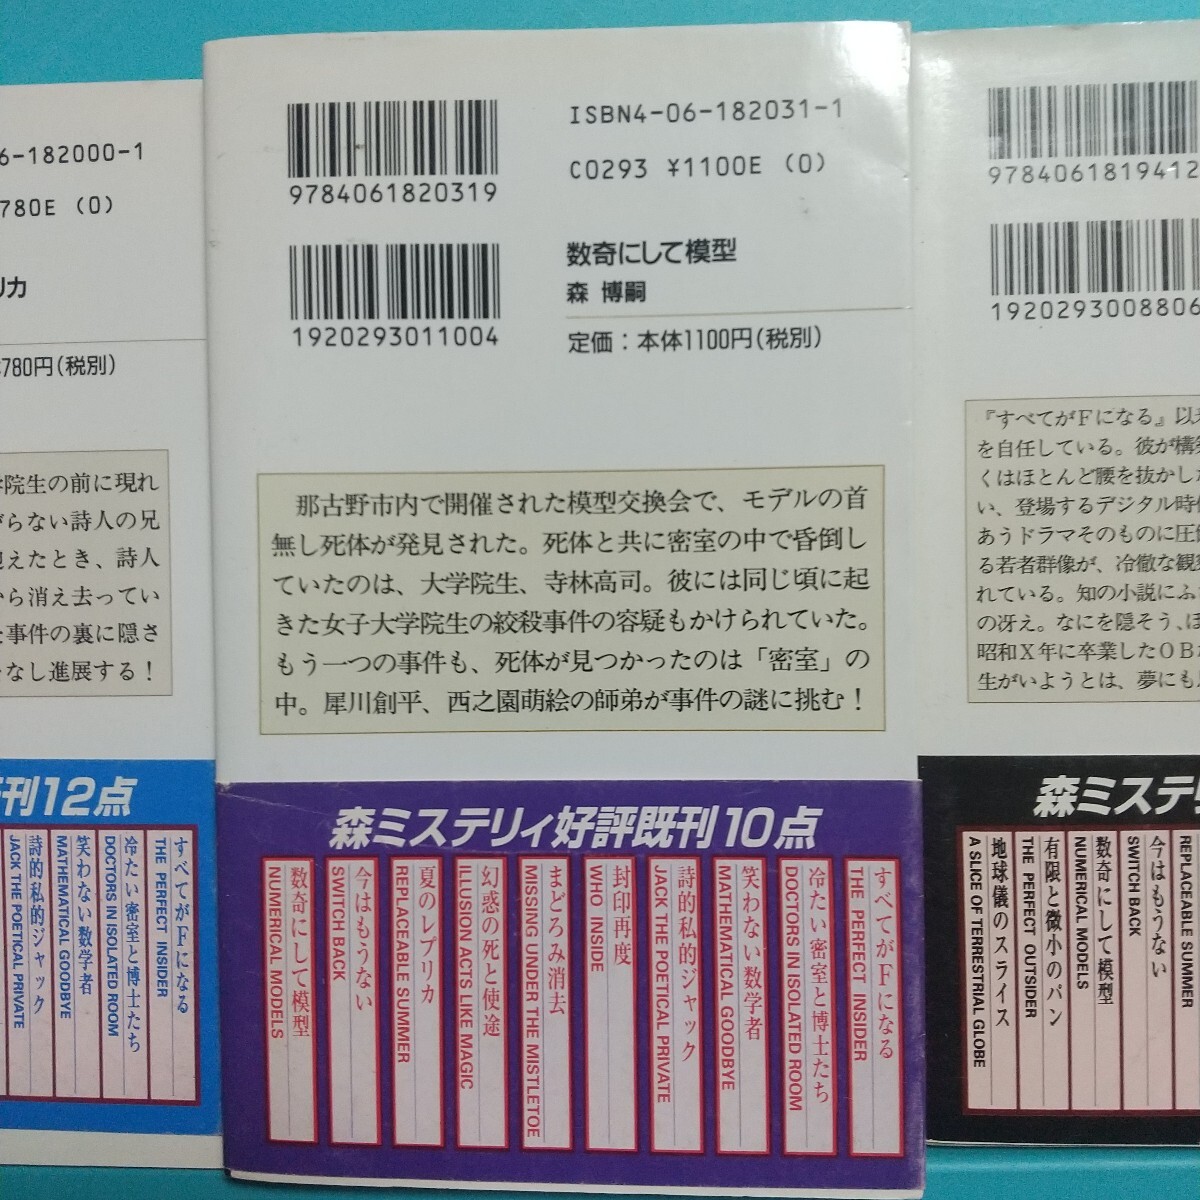 6-182000-1
780E (0)
リカ
780円(税別)
学院生の前に現れ
がらない詩人の兄
迎えたとき、詩人
から消え去ってい
事件の裏に隠さ
なし進展する!
刊12点
すべてがFになる
THE PERFECT INSIDER
冷たい密室と博士たち
DOCTORS IN ISOLATED ROOM
笑わない数学者
MATHEMATICAL GOODBYE
詩的私的ジャック
JACK THE POETICAL PRIVATE
9784061820319
1920293011004
ISBN4-06-182031-1
C0293 ¥1100E (0)
数奇にして模型
森 博嗣
定価:本体1100円(税別)
那古野市内で開催された模型交換会で、モデルの首
無し死体が発見された。死体と共に密室の中で昏倒し
ていたのは、大学院生、寺林高司。彼には同じ頃に起
きた女子大学院生の絞殺事件の容疑もかけられていた。
もう一つの事件も、死体が見つかったのは「密室」の
中。犀川創平、西之園萌絵の師弟が事件の謎に挑む!
森ミステリィ好評既刊10点
すべてがFになる
THE PERFECT INSIDER
冷たい密室と博士たち
DOCTORS IN ISOLATED ROOM
笑わない数学者
MATHEMATICAL GOODBYE
詩的私的ジャック
JACK THE POETICAL PRIVATE
封印再度
WHO INSIDE
まどろみ消去
MISSING UNDER THE MISTLETOE
幻惑の死と使途
ILLUSION ACTS LIKE MAGIC
夏のレプリカ
REPLACEABLE SUMMER
今はもうない
SWITCH BACK
数奇にして模型
NUMERICAL MODELS
9784061819412
1920293008806
『すべてがFになる』以
を自任している。彼が構
くはほとんど腰を抜かし
い、登場するデジタル時
あうドラマそのものに圧
る若者群像が、冷徹な観
れている。知の小説にふ
の冴え。なにを隠そう、ぼ
昭和X年に卒業したOB
生がいようとは、夢にも
森ミステリ
REPLACEABLE SUMMER
今はもうない
SWITCH BACK
数奇にして模型
NUMERICAL MODELS
有限と微小のパン
THE PERFECT OUTSIDER
地球儀のスライス
A SLICE OF TERRESTRIAL GLOBE